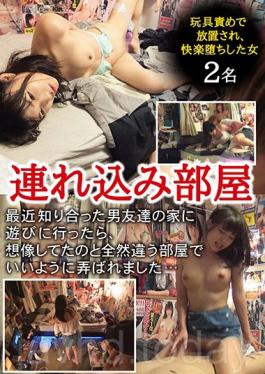 玩具責めで
放置され、
快楽堕ちした女
2名
連れ込み部屋
最近知り合った男友達の家に
遊びに行ったら、
想像してたのと全然違う部屋で
いいように弄ばれました…